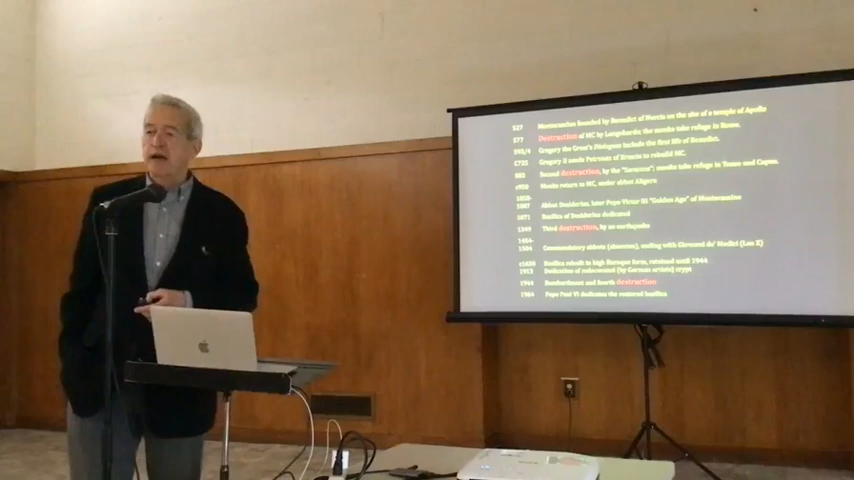 527 Montecassino founded by Benedict of Nursia on the site of a temple of Apollo
577 Destruction of MC by Langobards: the monks take refuge in Rome.
593/4 Gregory the Great's Dialogues include the first life of Benedict.
C725 Gregory II sends Petronax of Brescia to rebuild MC.
883 Second destruction, by the "Saracens"; monks take refuge in Teano and Capua.
c950 Monks return to MC, under abbot Aligern
1058-
1087 Abbot Desiderius, later Pope Victor III "Golden Age" of Montecassino
1071 Basilica of Desiderius dedicated
1349 Third destruction, by an earthquake
1454-
1504 Commendatory abbots (absentee), ending with Giovanni de' Medici (Leo X)
Basilica rebuilt in high Baroque form, retained until 1944
1913 Dedication of redecorated (by German artists) crypt
1944 Bombardment and fourth destruction
1964 Pope Paul VI dedicates the restored basilica